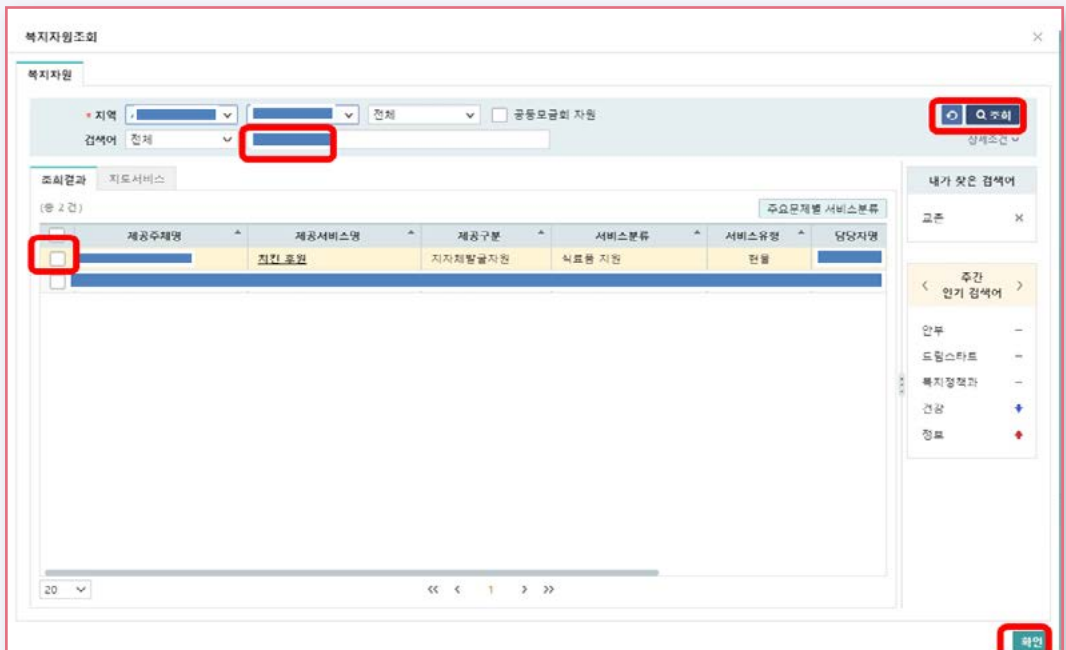 복지자원조회
복지자원
* 지역 전체 공동모금회 자원 조회
검색어 전체 상세조건
조회결과 지도서비스 내가 찾은 검색어
(총 2 건) 주요문제별 서비스분류
교촌
제공주체명 제공서비스명 제공구분 서비스분류 서비스유형 담당자명
치킨 후원 지자체발굴자원 식료품 지원 현물
주간
인기 검색어
안부
드림스타트
복지정책과
건강
정보
20 1
확인